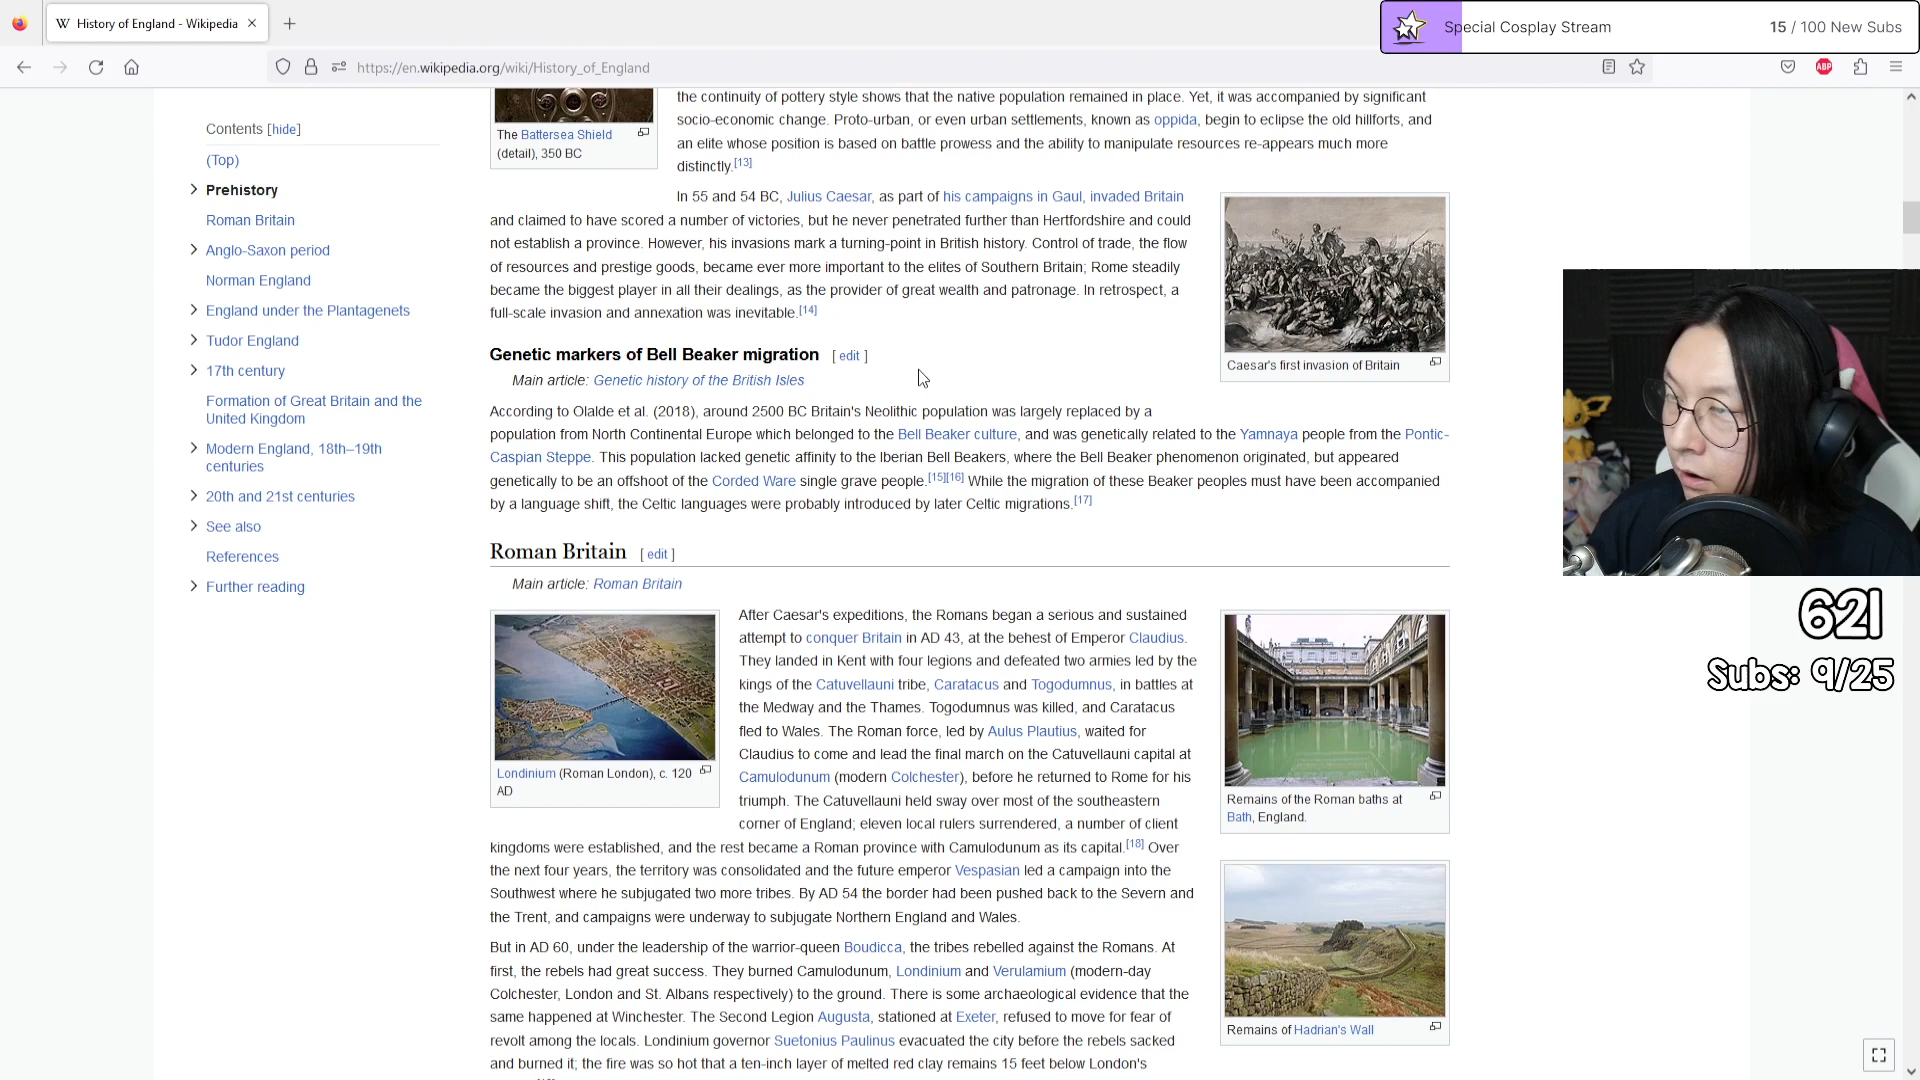 History of England - Wikipedia
Special Cosplay Stream
15 / 100 New Subs
https://en.wikipedia.org/wiki/History_of_England
ABP
Contents [hide]
(Top)
Prehistory
Roman Britain
Anglo-Saxon period
Norman England
England under the Plantagenets
Tudor England
17th century
Formation of Great Britain and the
United Kingdom
Modern England, 18th–19th
centuries
20th and 21st centuries
See also
References
Further reading
The Battersea Shield
(detail), 350 BC
the continuity of pottery style shows that the native population remained in place. Yet, it was accompanied by significant
socio-economic change. Proto-urban, or even urban settlements, known as oppida, begin to eclipse the old hillforts, and
an elite whose position is based on battle prowess and the ability to manipulate resources re-appears much more
distinctly.[13]
In 55 and 54 BC, Julius Caesar, as part of his campaigns in Gaul, invaded Britain
and claimed to have scored a number of victories, but he never penetrated further than Hertfordshire and could
not establish a province. However, his invasions mark a turning-point in British history. Control of trade, the flow
of resources and prestige goods, became ever more important to the elites of Southern Britain; Rome steadily
became the biggest player in all their dealings, as the provider of great wealth and patronage. In retrospect, a
full-scale invasion and annexation was inevitable.[14]
Caesar's first invasion of Britain
Genetic markers of Bell Beaker migration [ edit ]
Main article: Genetic history of the British Isles
According to Olalde et al. (2018), around 2500 BC Britain's Neolithic population was largely replaced by a
population from North Continental Europe which belonged to the Bell Beaker culture, and was genetically related to the Yamnaya people from the Pontic-
Caspian Steppe. This population lacked genetic affinity to the Iberian Bell Beakers, where the Bell Beaker phenomenon originated, but appeared
genetically to be an offshoot of the Corded Ware single grave people.[15][16] While the migration of these Beaker peoples must have been accompanied
by a language shift, the Celtic languages were probably introduced by later Celtic migrations.[17]
Roman Britain [ edit ]
Main article: Roman Britain
Londinium (Roman London), c. 120
AD
After Caesar's expeditions, the Romans began a serious and sustained
attempt to conquer Britain in AD 43, at the behest of Emperor Claudius.
They landed in Kent with four legions and defeated two armies led by the
kings of the Catuvellauni tribe, Caratacus and Togodumnus, in battles at
the Medway and the Thames. Togodumnus was killed, and Caratacus
fled to Wales. The Roman force, led by Aulus Plautius, waited for
Claudius to come and lead the final march on the Catuvellauni capital at
Camulodunum (modern Colchester), before he returned to Rome for his
triumph. The Catuvellauni held sway over most of the southeastern
corner of England; eleven local rulers surrendered, a number of client
kingdoms were established, and the rest became a Roman province with Camulodunum as its capital.[18] Over
the next four years, the territory was consolidated and the future emperor Vespasian led a campaign into the
Southwest where he subjugated two more tribes. By AD 54 the border had been pushed back to the Severn and
the Trent, and campaigns were underway to subjugate Northern England and Wales.
But in AD 60, under the leadership of the warrior-queen Boudicca, the tribes rebelled against the Romans. At
first, the rebels had great success. They burned Camulodunum, Londinium and Verulamium (modern-day
Colchester, London and St. Albans respectively) to the ground. There is some archaeological evidence that the
same happened at Winchester. The Second Legion Augusta, stationed at Exeter, refused to move for fear of
revolt among the locals. Londinium governor Suetonius Paulinus evacuated the city before the rebels sacked
and burned it; the fire was so hot that a ten-inch layer of melted red clay remains 15 feet below London's
Remains of the Roman baths at
Bath, England.
Remains of Hadrian's Wall
621
Subs: 9/25